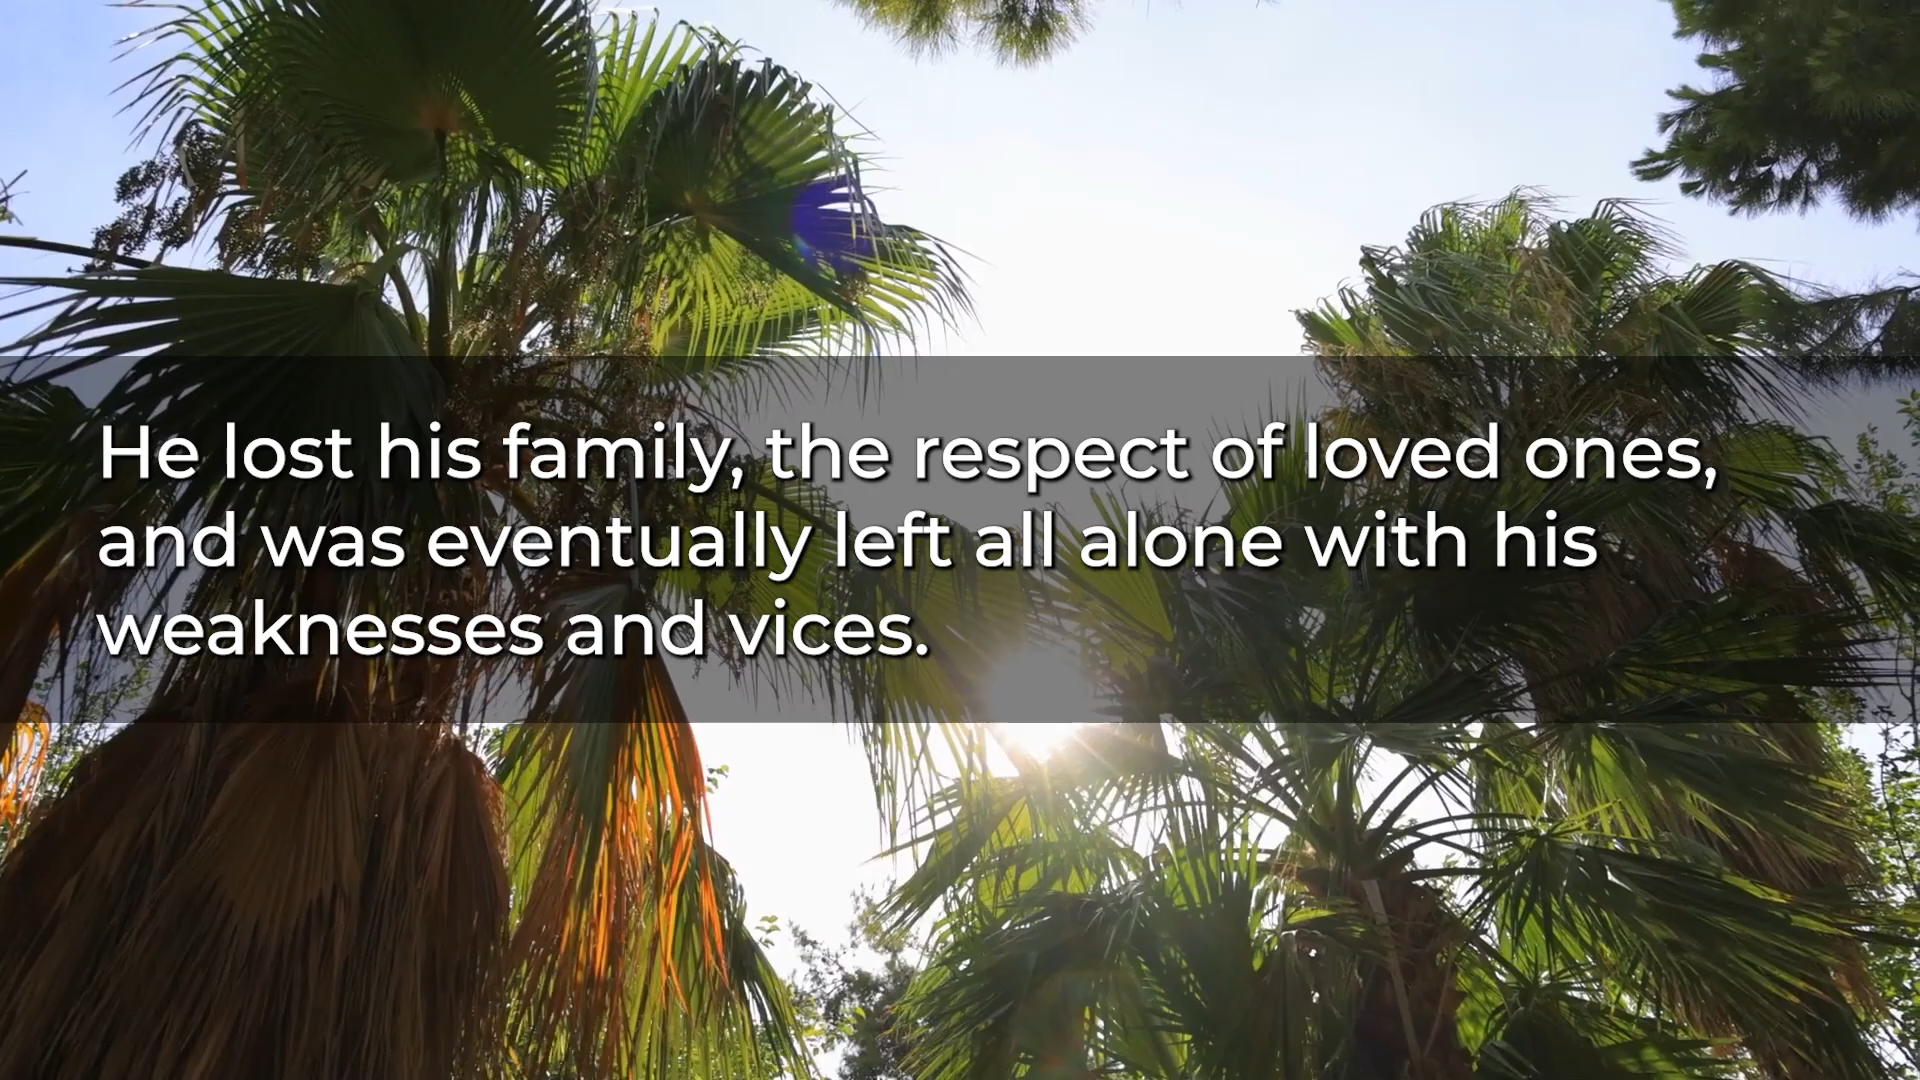 He lost his family, the respect of loved ones,
and was eventually left all alone with his
weaknesses and vices.